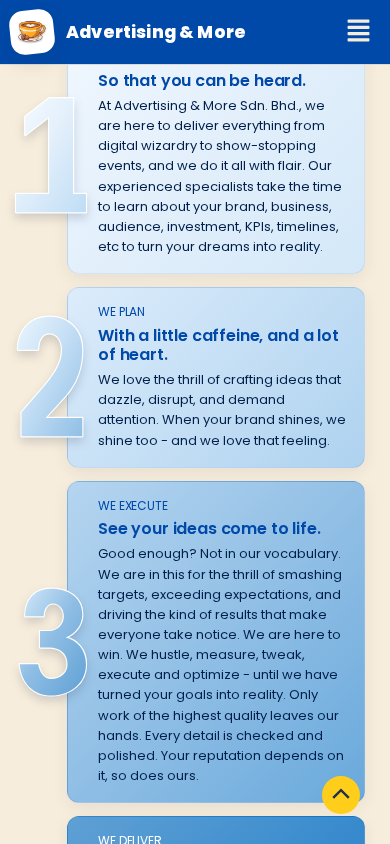 Advertising & More
So that you can be heard.
At Advertising & More Sdn. Bhd., we
are here to deliver everything from
digital wizardry to show-stopping
events, and we do it all with flair. Our
experienced specialists take the time
to learn about your brand, business,
audience, investment, KPIs, timelines,
etc to turn your dreams into reality.
1
WE PLAN
With a little caffeine, and a lot
of heart.
We love the thrill of crafting ideas that
dazzle, disrupt, and demand
attention. When your brand shines, we
shine too - and we love that feeling.
2
WE EXECUTE
See your ideas come to life.
Good enough? Not in our vocabulary.
We are in this for the thrill of smashing
targets, exceeding expectations, and
driving the kind of results that make
everyone take notice. We are here to
win. We hustle, measure, tweak,
execute and optimize - until we have
turned your goals into reality. Only
work of the highest quality leaves our
hands. Every detail is checked and
polished. Your reputation depends on
it, so does ours.
3
WE DELIVER